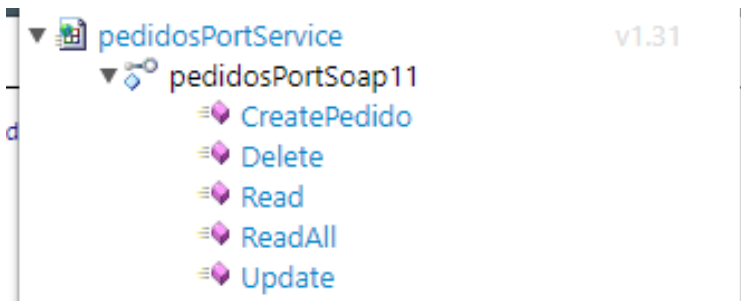 pedidosPortService v1.31
pedidosPortSoap11
CreatePedido
d
Delete
Read
ReadAll
Update